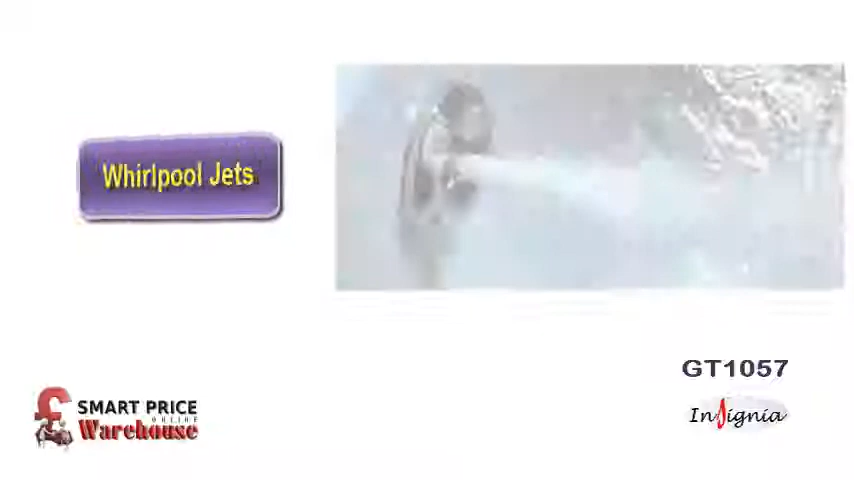 Whirlpool Jets
GT1057
Insignia
£ SMART PRICE
ONLINE
Warehouse